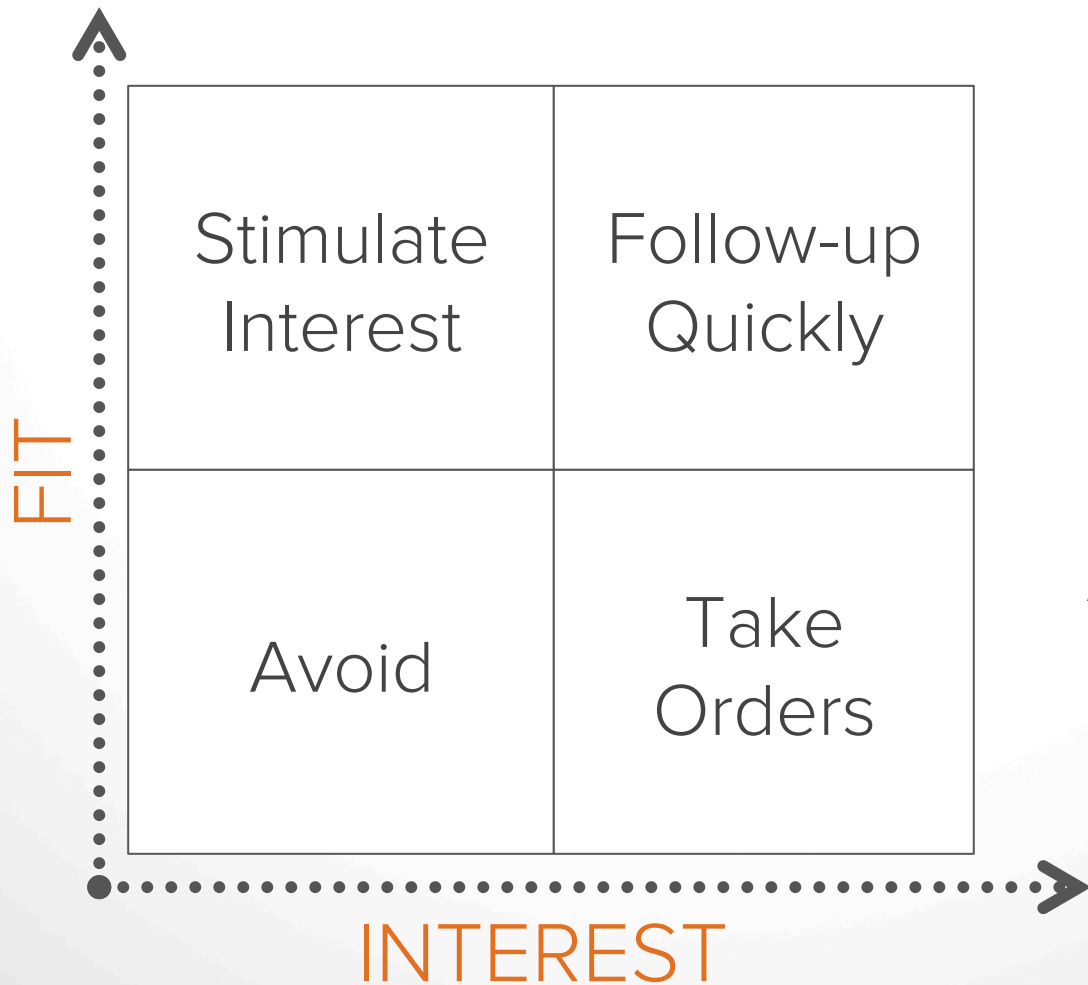 Stimulate
Interest
Follow-up
Quickly
FIT
Avoid
Take
Orders
INTEREST